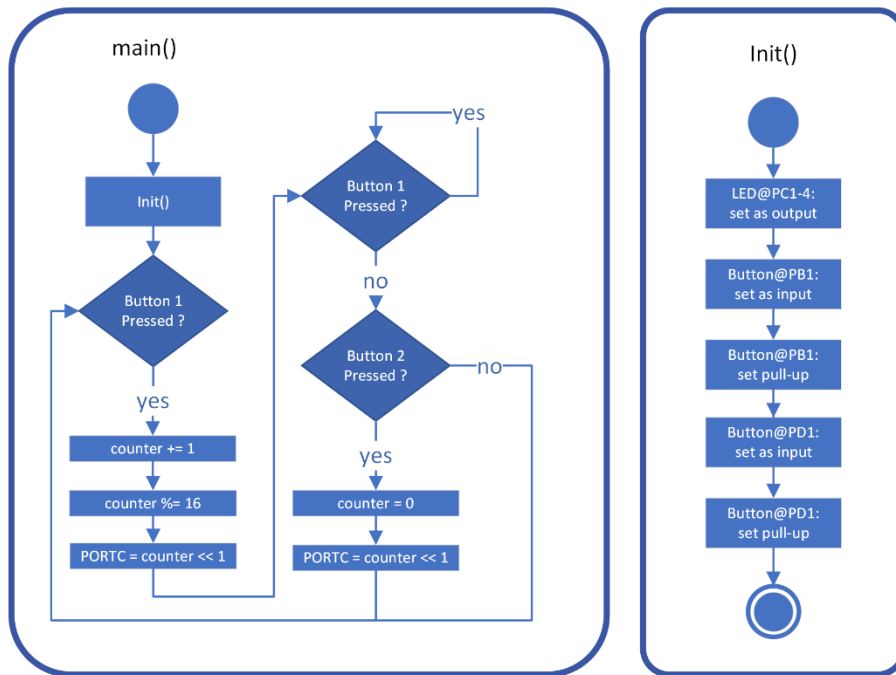 main()
Init()
Button 1
Pressed ?
yes
counter += 1
counter %= 16
PORTC = counter << 1
yes
Button 1
Pressed ?
no
Button 2
Pressed ?
no
yes
counter = 0
PORTC = counter << 1
Init()
LED@PC1-4:
set as output
Button@PB1:
set as input
Button@PB1:
set pull-up
Button@PD1:
set as input
Button@PD1:
set pull-up